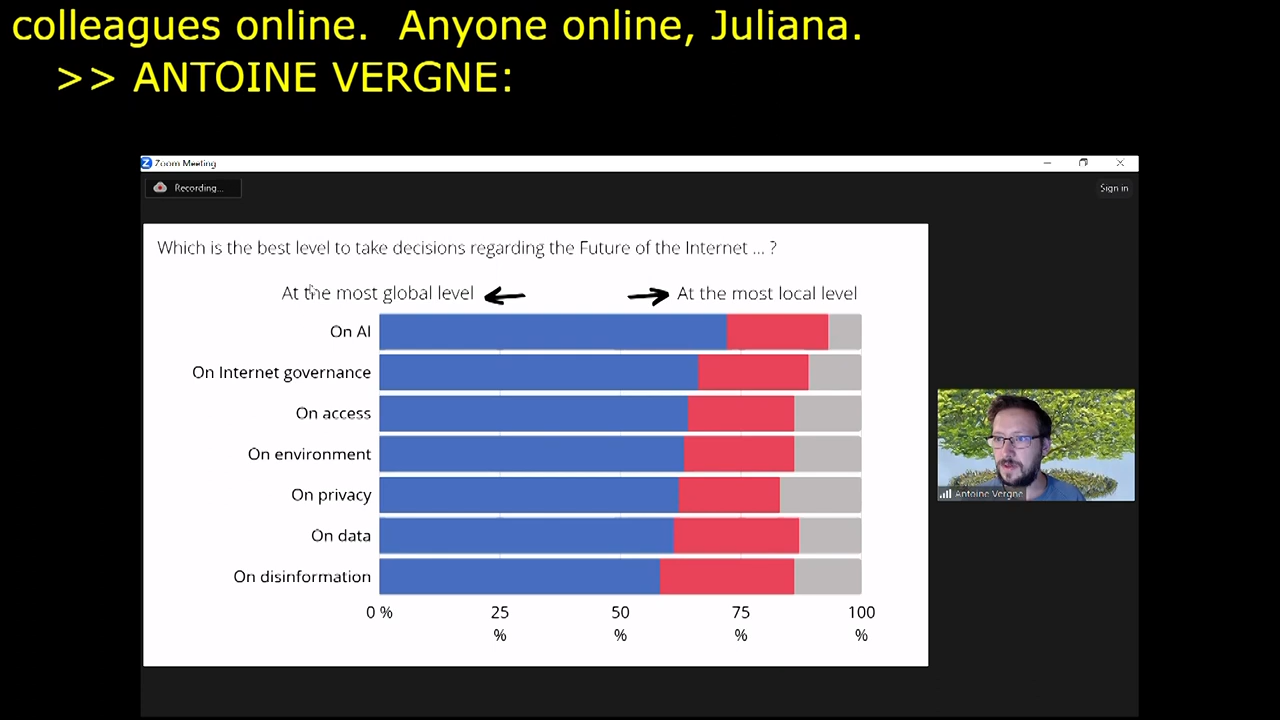 colleagues online.  Anyone online, Juliana.
>> ANTOINE VERGNE:
Zoom Meeting
Recording...
Sign in
Which is the best level to take decisions regarding the Future of the Internet ... ?
At the most global level
At the most local level
On AI
On Internet governance
On access
On environment
On privacy
On data
On disinformation
0 %
25 %
50 %
75 %
100 %
Antoine Vergne